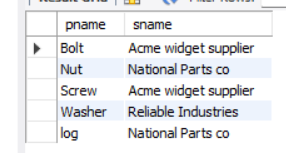 pname sname
Bolt Acme widget supplier
Nut National Parts co
Screw Acme widget supplier
Washer Reliable Industries
log National Parts co